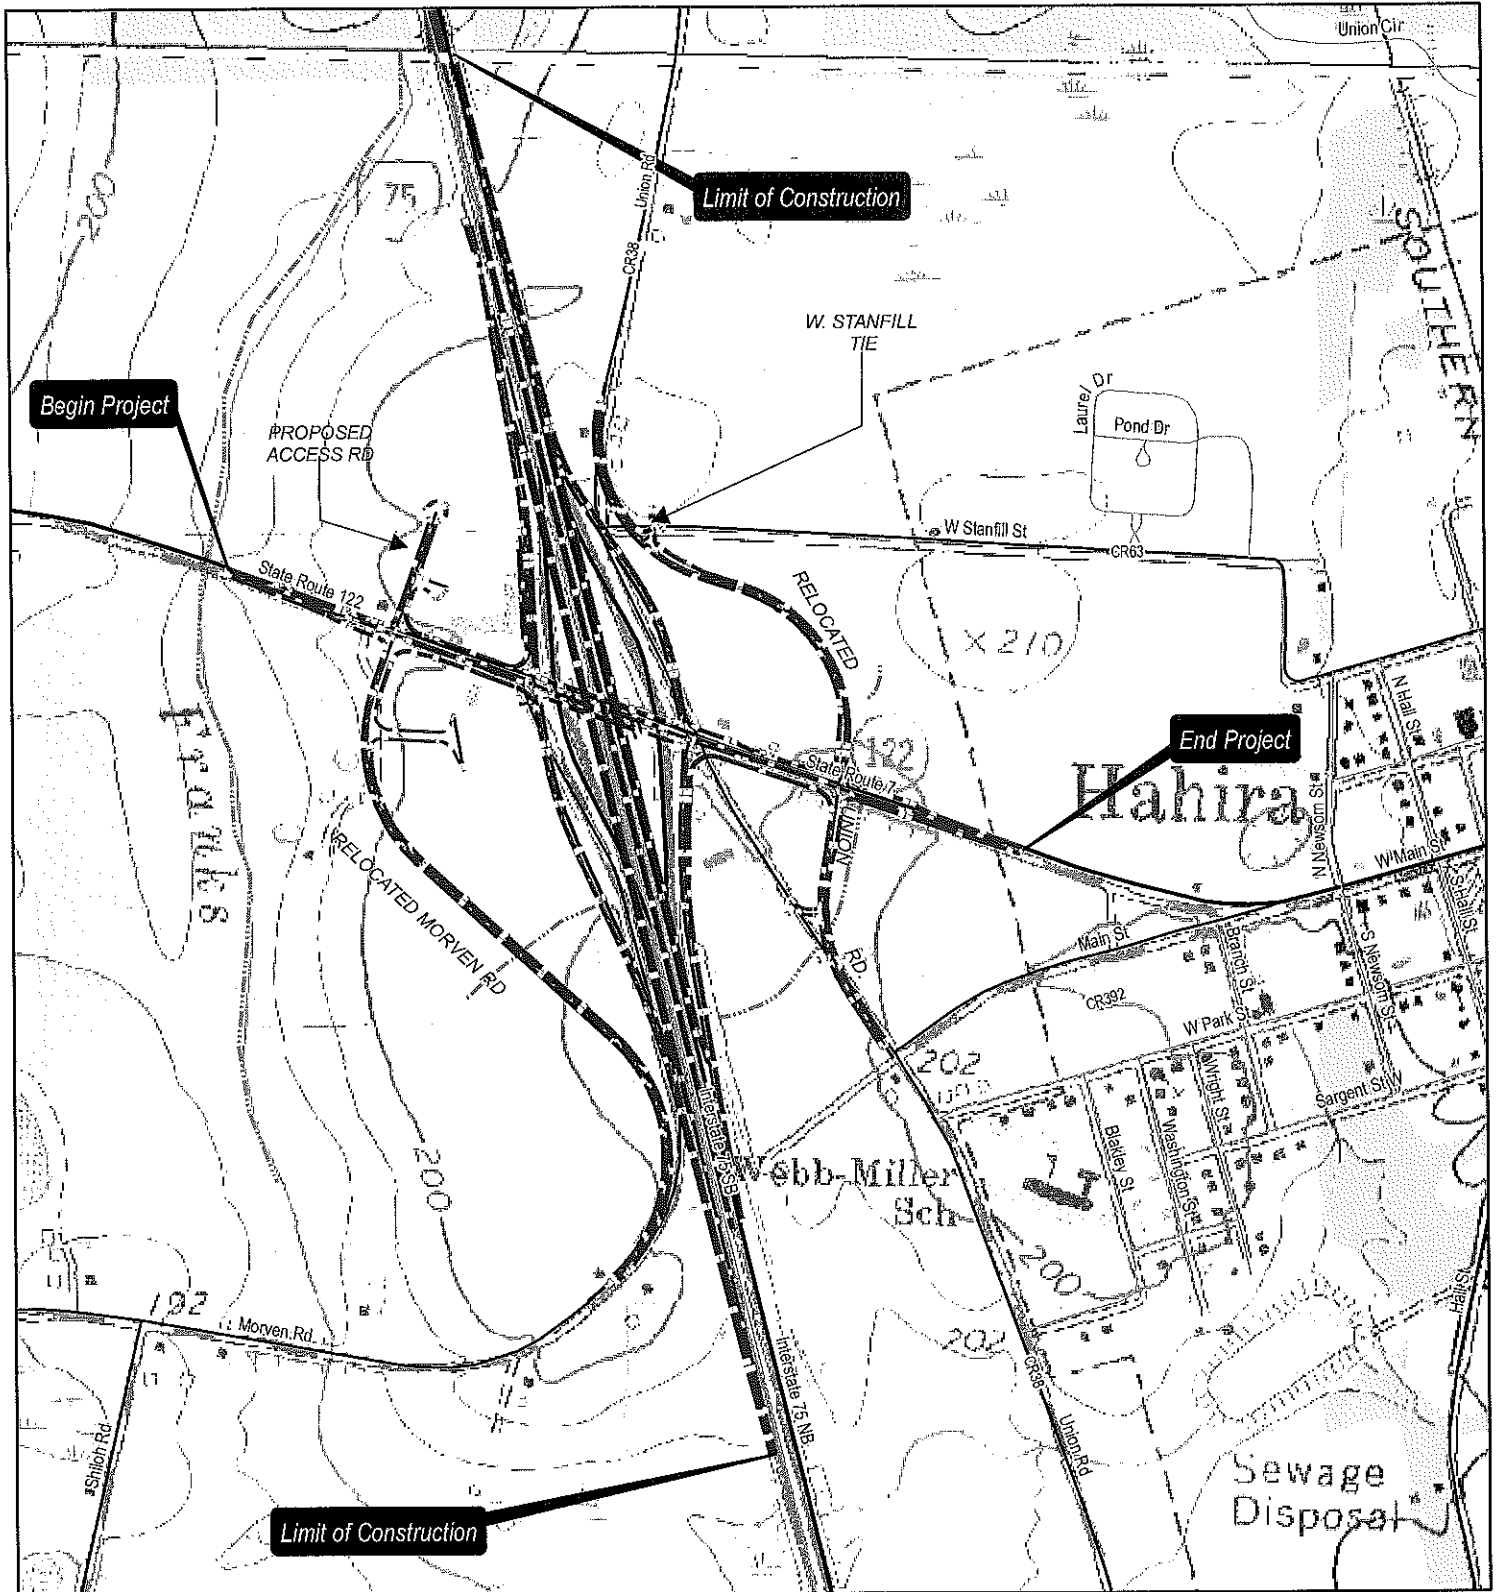 Union Cir
200
75
Limit of Construction
Union Rd
CR38
SOUTHERN
W. STANFILL
TIE
Begin Project
PROPOSED
ACCESS RD
Laurel Dr
Pond Dr
W Stanfill St
CR63
State Route 122
RELOCATED
X 210
N Hall St
End Project
122
State Route 7
Hahira
N Newsom St
UNION
W Main St
Franks
RELOCATED MORVEN RD
S Hall St
Main St
Branch St
S Newsom St
RD.
CR392
W Park St
202
Wright St
Sargent St W
Interstate 75 SB
Blakley St
Washington St
Webb-Miller
Sch
200
200
192
Morven Rd
Hall St
202
CR38
Interstate 75 NB
Shiloh Rd
Union Rd
Sewage
Disposal
Limit of Construction